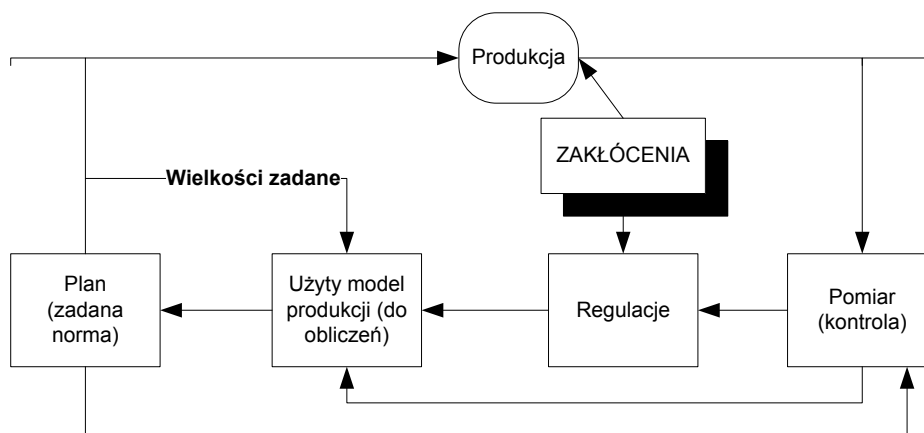 Produkcja
ZAKŁÓCENIA
Wielkości zadane
Plan
(zadana
norma)
Użyty model
produkcji (do
obliczeń)
Regulacje
Pomiar
(kontrola)